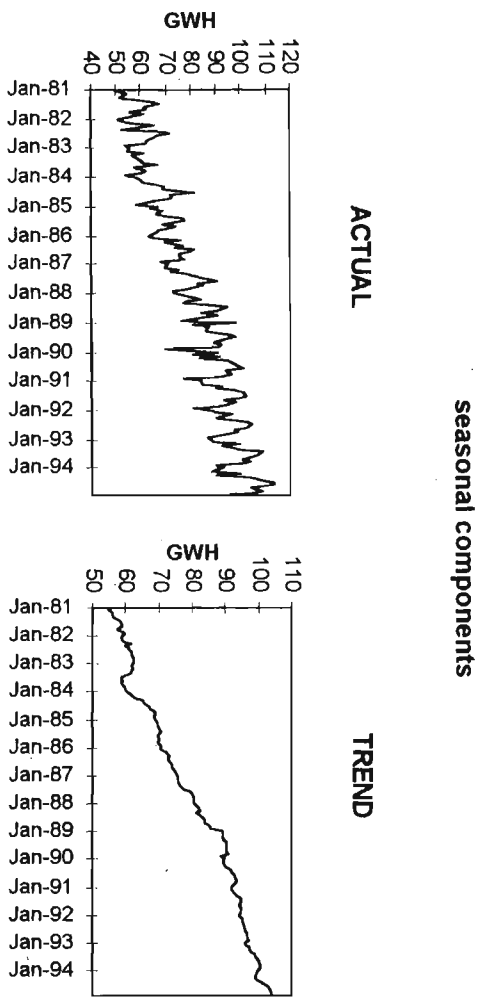 seasonal components
ACTUAL
GWH
120
110
100
90
80
70
60
50
40
Jan-81
Jan-82
Jan-83
Jan-84
Jan-85
Jan-86
Jan-87
Jan-88
Jan-89
Jan-90
Jan-91
Jan-92
Jan-93
Jan-94
TREND
GWH
110
100
90
80
70
60
50
Jan-81
Jan-82
Jan-83
Jan-84
Jan-85
Jan-86
Jan-87
Jan-88
Jan-89
Jan-90
Jan-91
Jan-92
Jan-93
Jan-94